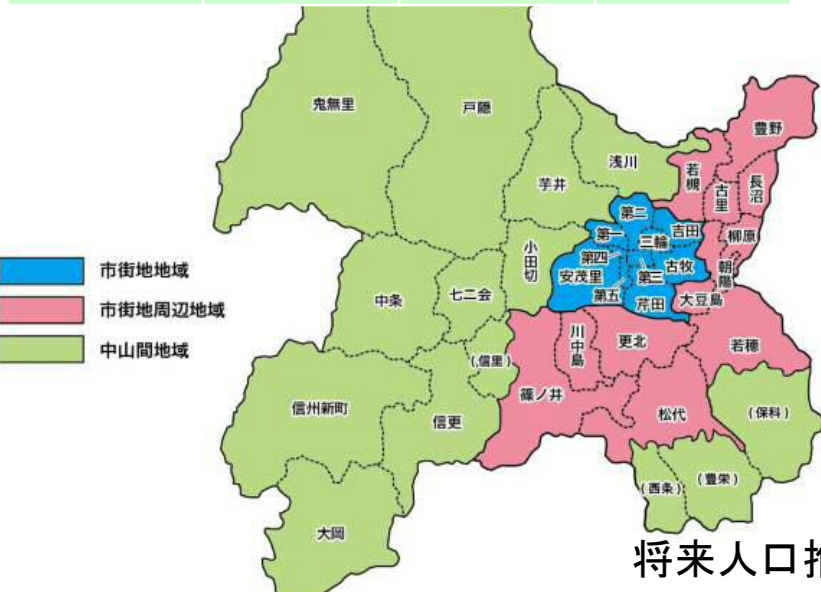 鬼無里
戸隠
豊野
浅川
芋井
若槻
古里
長沼
第二
吉田
柳原
第一
三輪
小田切
第四
古牧
朝陽
市街地地域
安茂里
第三
中条
七二会
第五
芹田
大豆島
市街地周辺地域
川中島
更北
若穂
中山間地域
(信里)
篠ノ井
信州新町
信更
松代
(保科)
(西条)
(豊栄)
大岡
将来人口